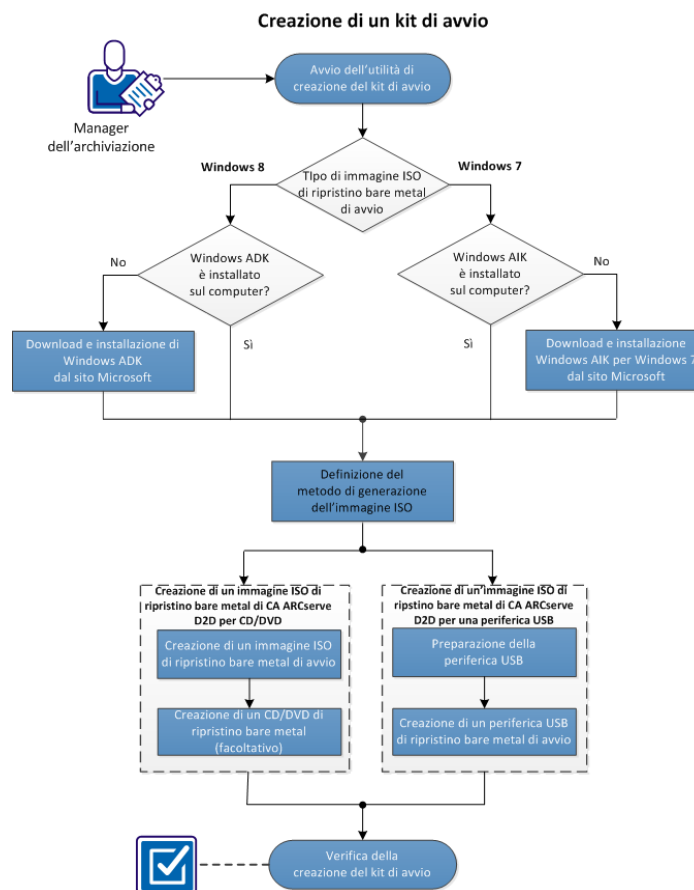 Creazione di un kit di avvio
Avvio dell'utilità di
creazione del kit di avvio
Manager
dell'archiviazione
Windows 8
Windows 7
TIpo di immagine ISO
di ripristino bare metal
di avvio
No
Windows ADK
è installato
sul computer?
Windows AIK
è installato
sul computer?
No
Download e installazione di
Windows ADK
dal sito Microsoft
Sì
Sì
Download e installazione
Windows AIK per Windows 7
dal sito Microsoft
Definizione del
metodo di generazione
dell'immagine ISO
Creazione di un immagine ISO di
ripristino bare metal di CA ARCserve
D2D per CD/DVD
Creazione di un immagine ISO
di ripristino bare metal di avvio
Creazione di un CD/DVD di
ripristino bare metal
(facoltativo)
Creazione di un'immagine ISO di
ripstino bare metal di CA ARCserve
D2D per una periferica USB
Preparazione della
periferica USB
Creazione di un periferica USB
di ripristino bare metal di avvio
Verifica della
creazione del kit di avvio